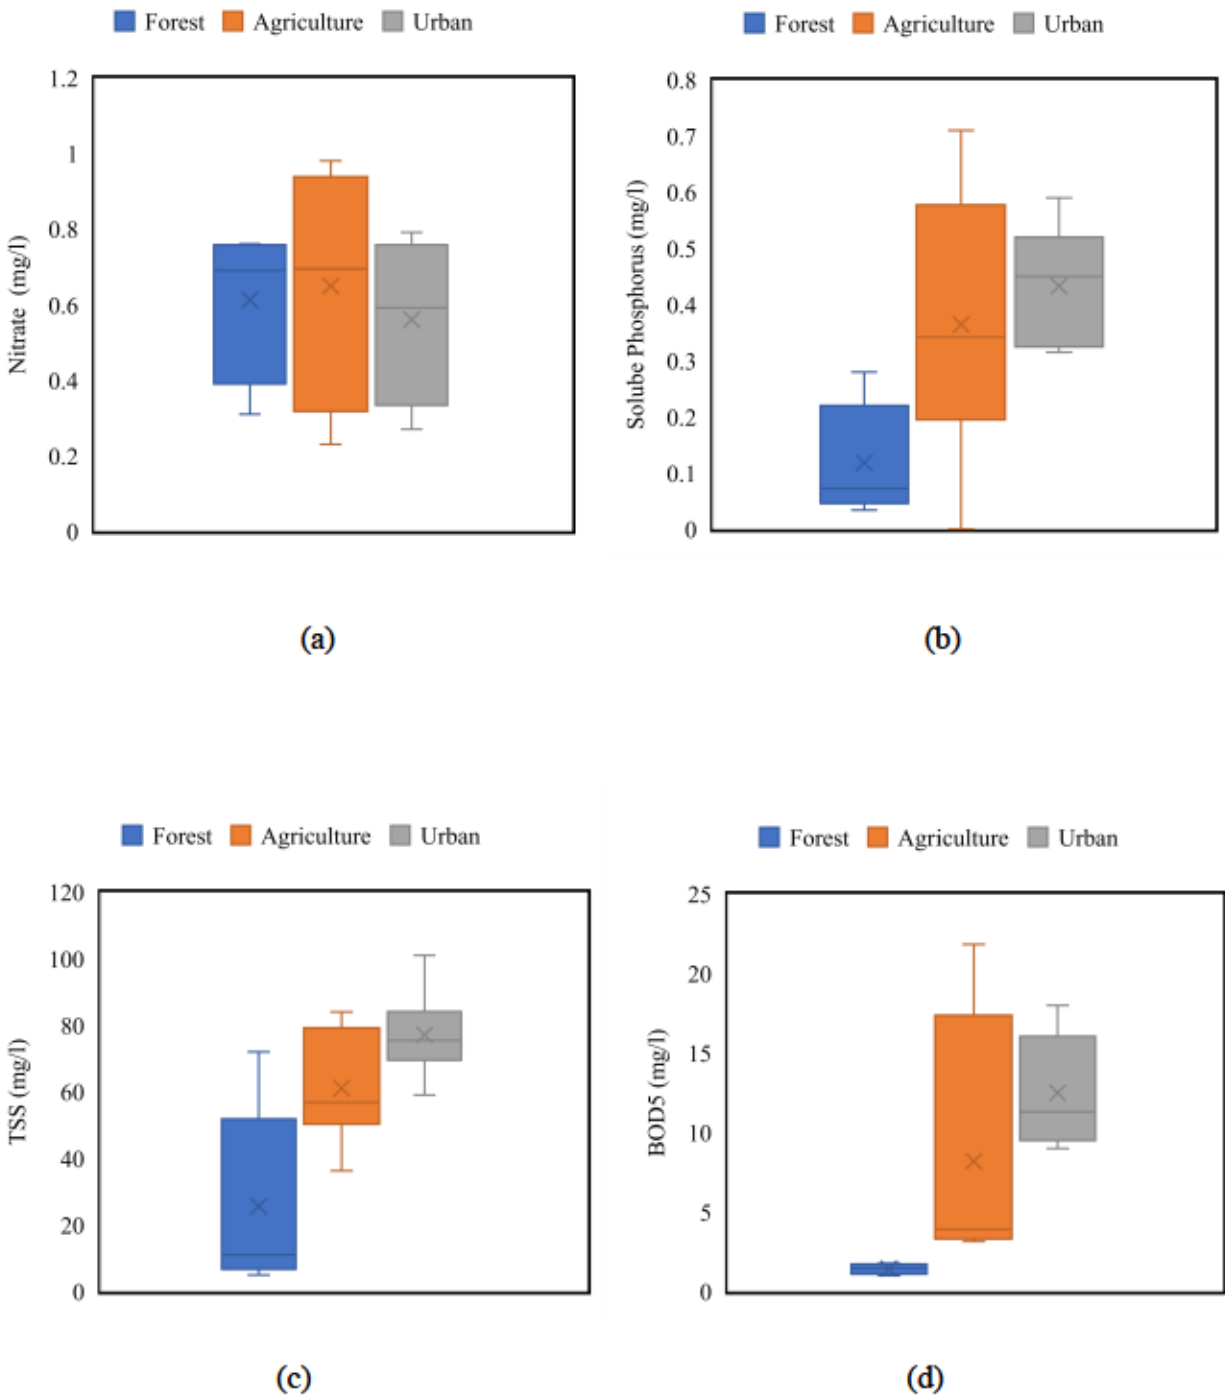 Forest Agriculture Urban
Nitrate (mg/l)
1.2
1
0.8
0.6
0.4
0.2
0
(a)
Forest Agriculture Urban
Solube Phosphorus (mg/l)
0.8
0.7
0.6
0.5
0.4
0.3
0.2
0.1
0
(b)
Forest Agriculture Urban
TSS (mg/l)
120
100
80
60
40
20
0
(c)
Forest Agriculture Urban
BOD5 (mg/l)
25
20
15
10
5
0
(d)